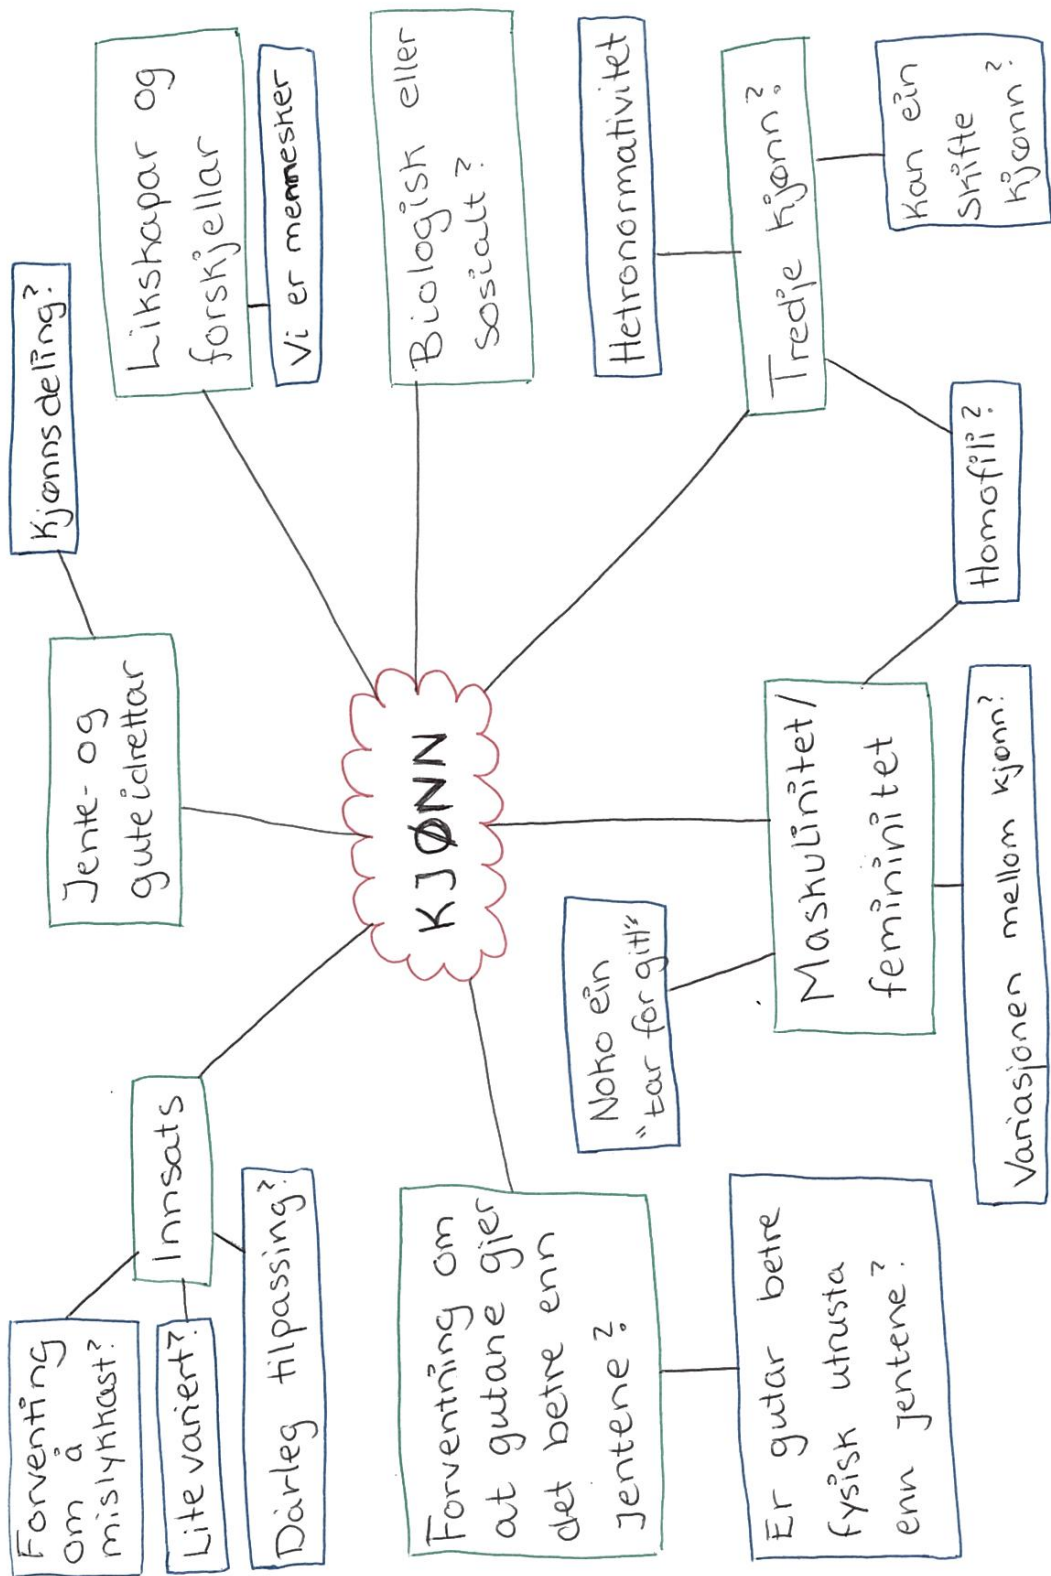 Forventing
om å
mislykkast?
Lite variert?
Dårleg tilpassing?
Innsats
Jente- og
guteidrettar
Kjønnsdeling?
Likskapar og
forskjellar
Vi er mennesker
KJØNN
Biologisk eller
sosialt?
Forventning om
at gutane gjer
det betre enn
jentene?
Er gutar betre
fysisk utrusta
enn jentene?
Noko ein
"tar for gitt"
Maskulinitet/
femininitet
Variasjonen mellom kjønn?
Hetronormativitet
Tredje kjønn?
Homofili?
Kan ein
skifte
kjønn?